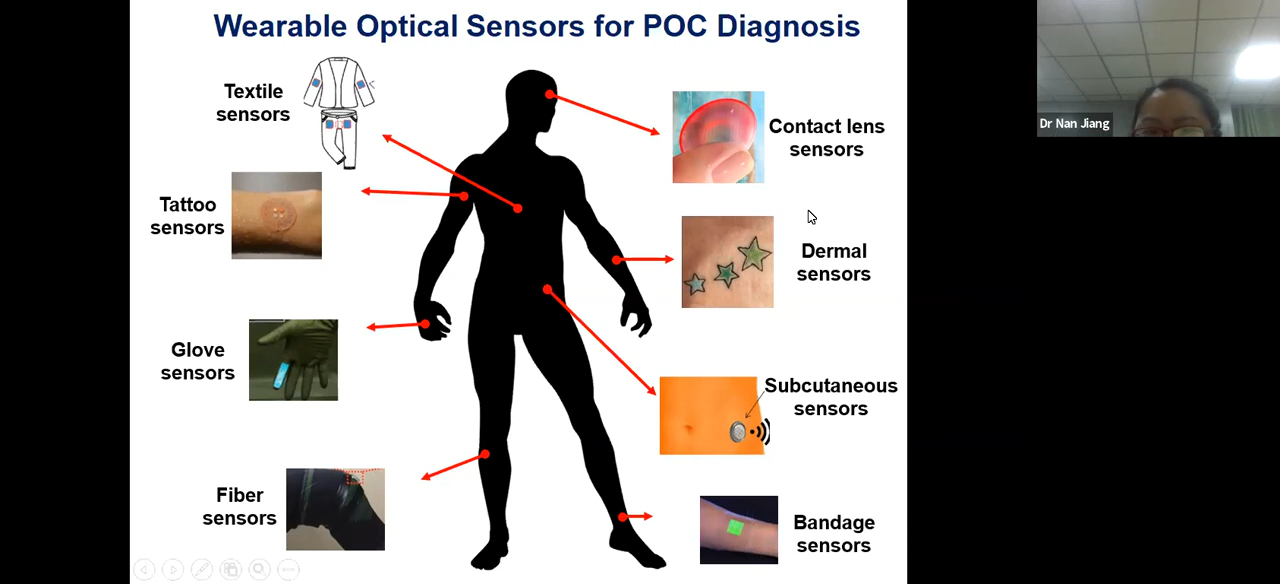 Wearable Optical Sensors for POC Diagnosis
Textile
sensors
Contact lens
sensors
Tattoo
sensors
Dermal
sensors
Glove
sensors
Subcutaneous
sensors
Fiber
sensors
Bandage
sensors
Dr Nan Jiang